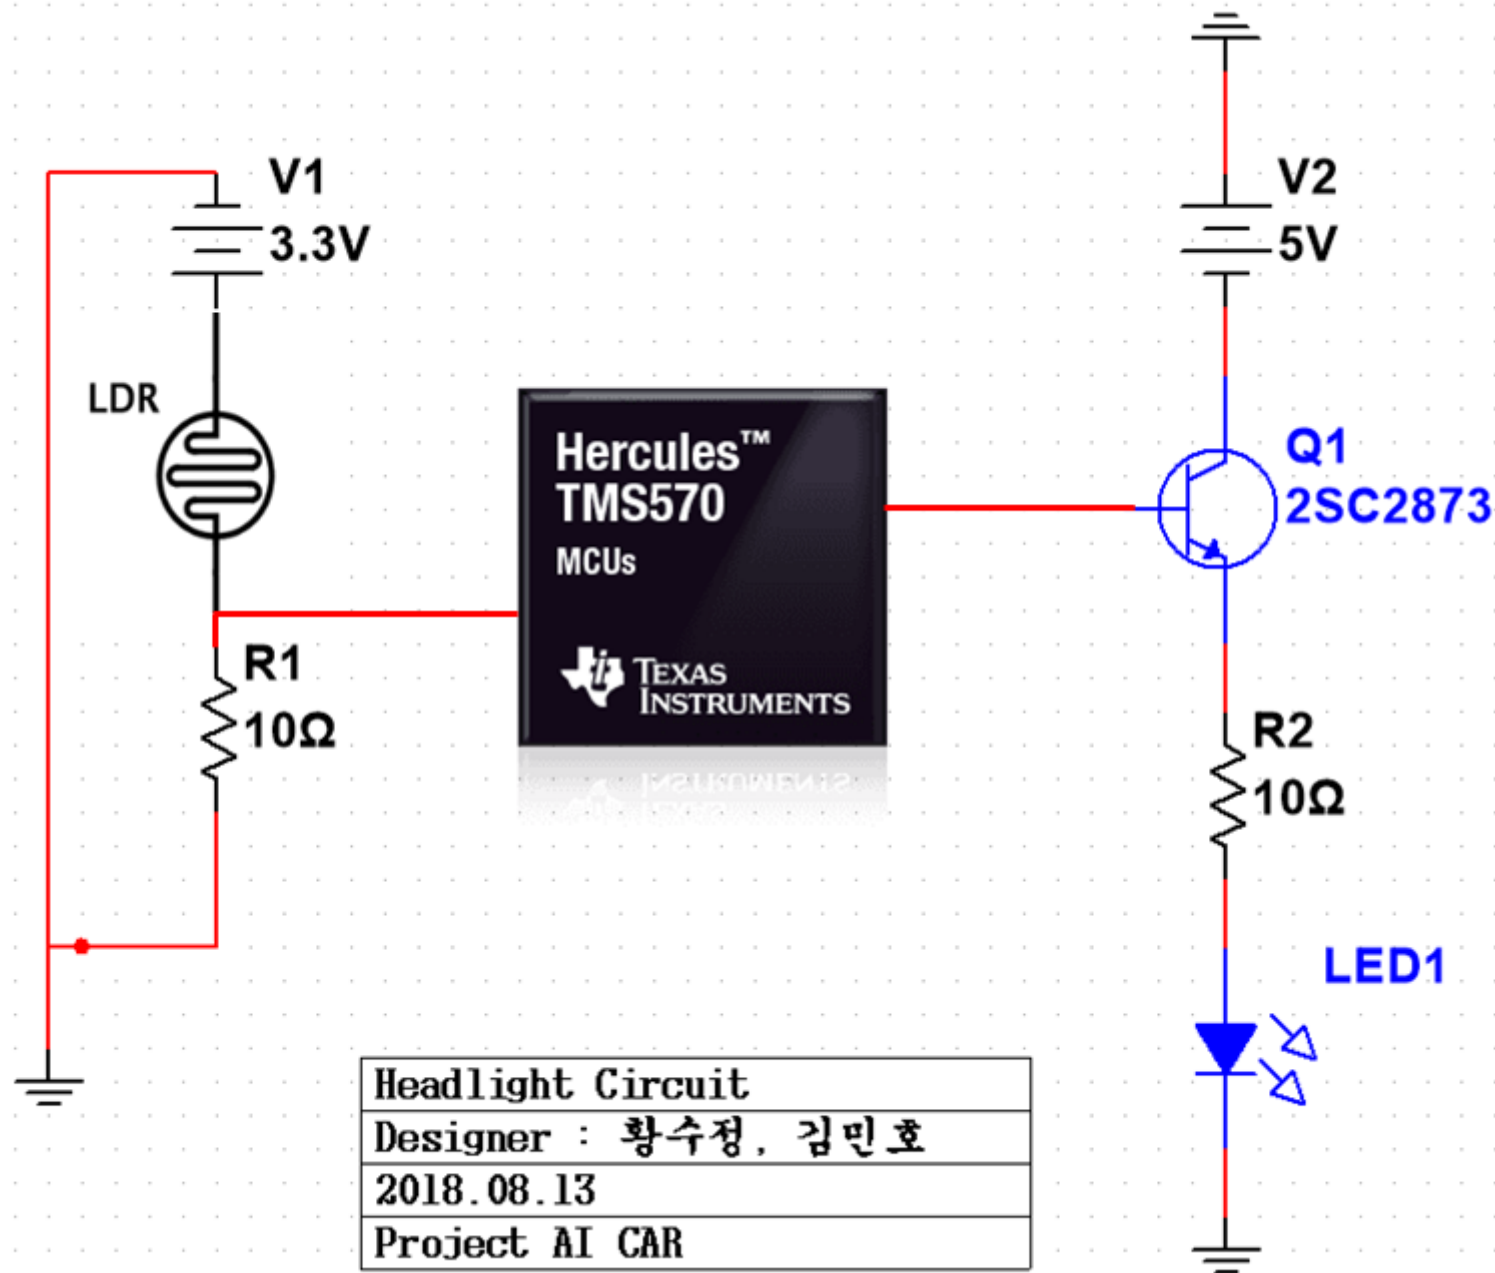 V1
3.3V
LDR
R1
10Ω
Hercules™
TMS570
MCUs
TEXAS
INSTRUMENTS
V2
5V
Q1
2SC2873
R2
10Ω
LED1
Headlight Circuit
Designer : 황수정, 김민호
2018.08.13
Project AI CAR